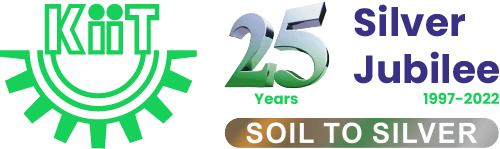 KiiT
25
Years
Silver
Jubilee
1997-2022
SOIL TO SILVER